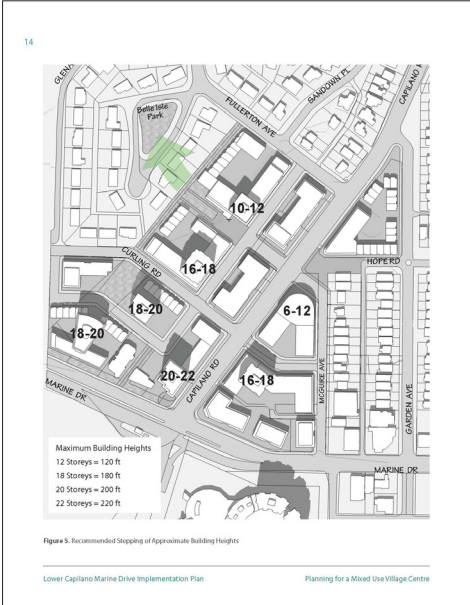 14
GLENA
Belle Isle
Park
FULLERTON AVE
SANDOWN PL
CAPILANO R
10-12
CURLING RD
16-18
HOPE RD
18-20
6-12
18-20
20-22
CAPILANO RD
16-18
MCGUIRE AVE
GARDEN AVE
MARINE DR
MARINE DR
Maximum Building Heights
12 Storeys = 120 ft
18 Storeys = 180 ft
20 Storeys = 200 ft
22 Storeys = 220 ft
Figure 5. Recommended Stepping of Approximate Building Heights
Lower Capilano Marine Drive Implementation Plan
Planning for a Mixed Use Village Centre